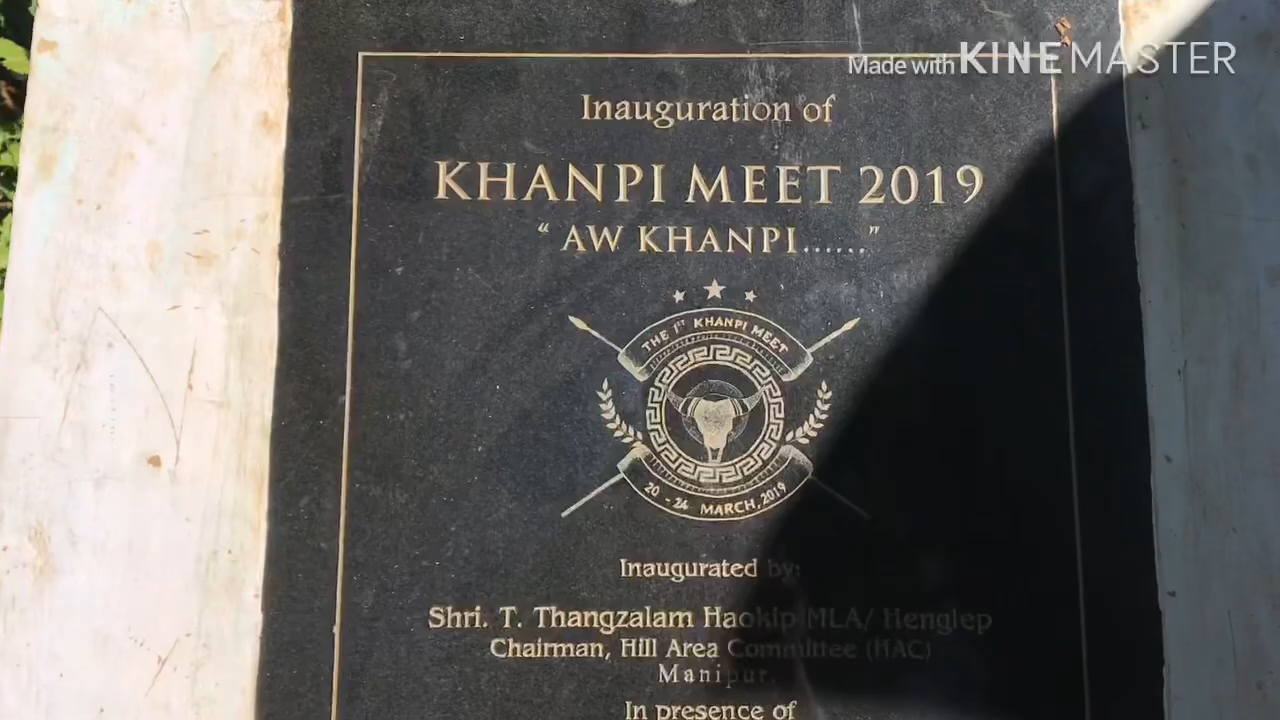 Made with KINEMASTER
Inauguration of
KHANPI MEET 2019
“ AW KHANPI......”
THE 1ST KHANPI MEET
20 - 24 MARCH, 2019
Inaugurated by:
Shri. T. Thangzalam Haokip MLA/ Henglep
Chairman, Hill Area Committee (HAC)
Manipur.
In presence of